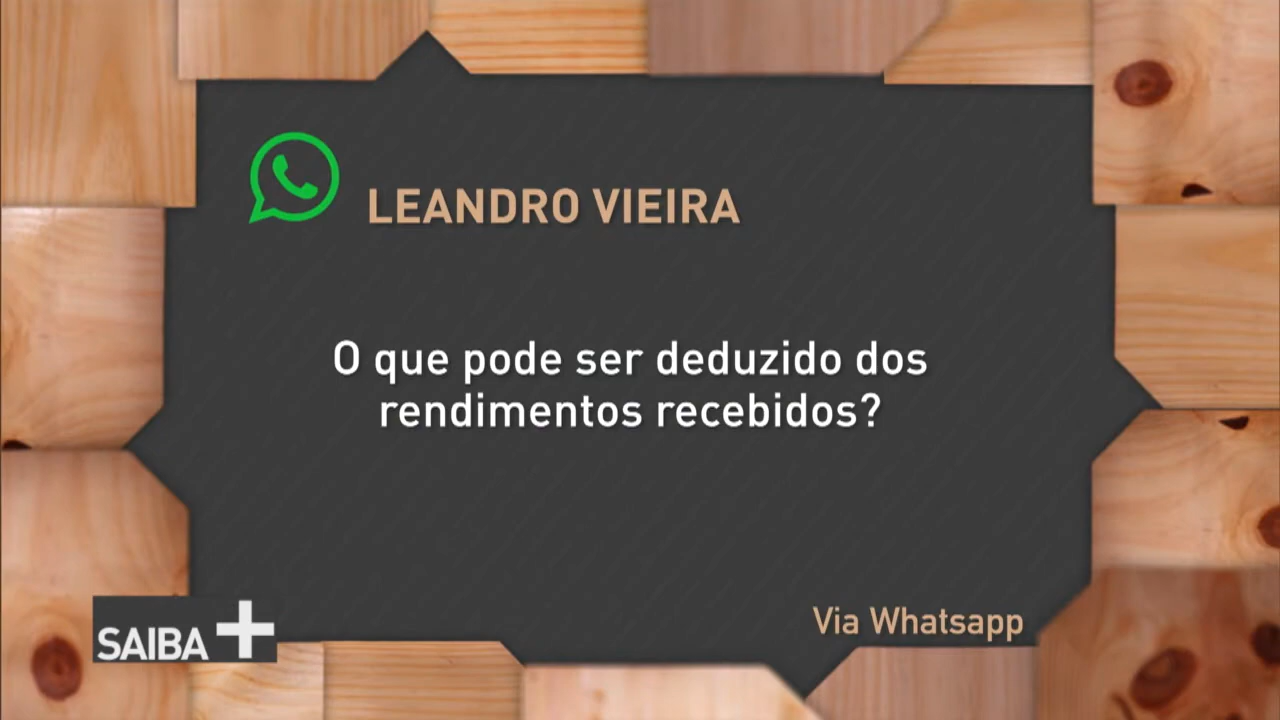 LEANDRO VIEIRA
O que pode ser deduzido dos
rendimentos recebidos?
Via Whatsapp
SAIBA+